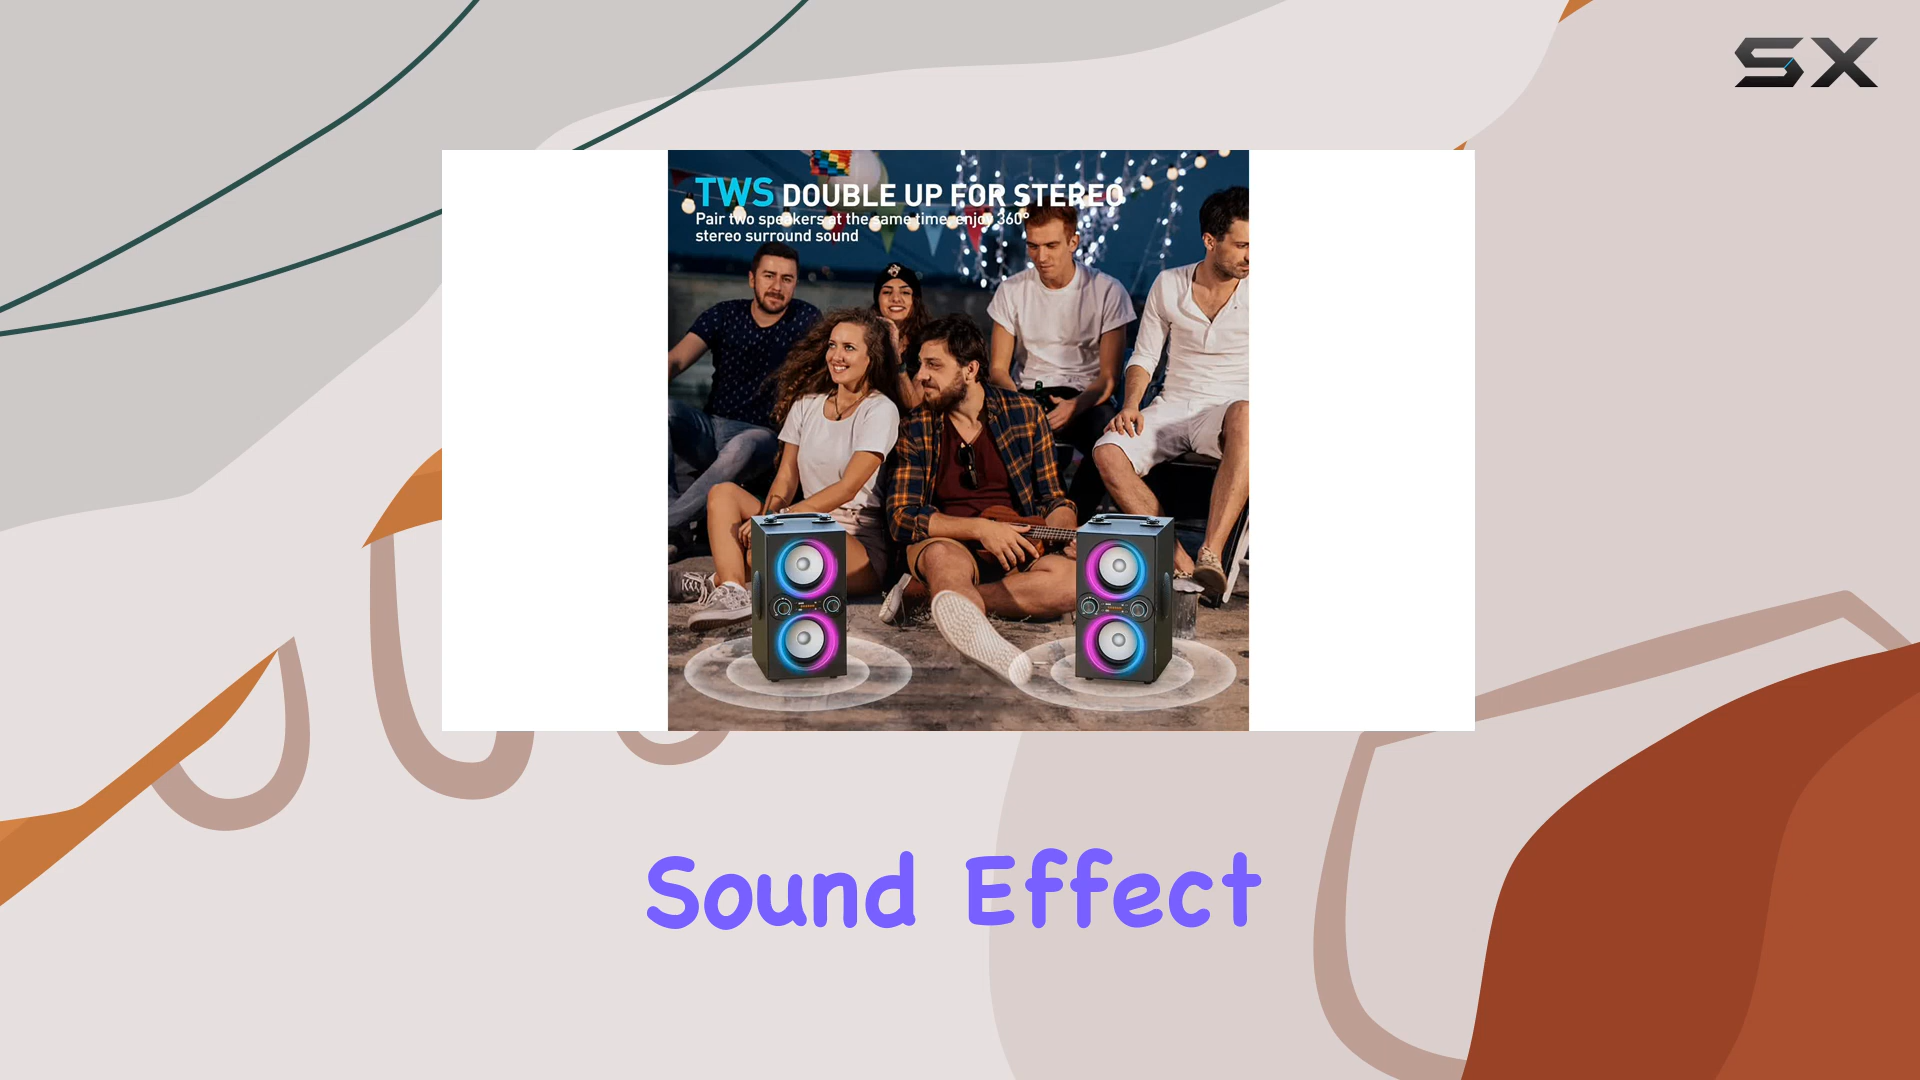 SX
TWS DOUBLE UP FOR STEREO
Pair two speakers at the same time, enjoy 360°
stereo surround sound
Sound Effect